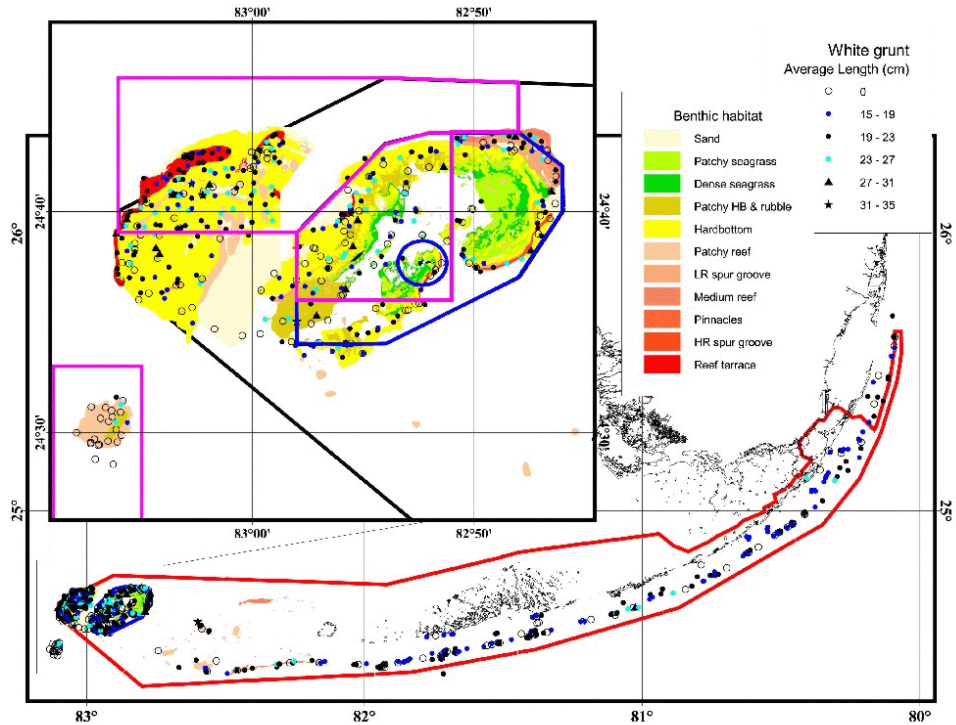 83°00'
82°50'
White grunt
Average Length (cm)
0
15 - 19
19 - 23
23 - 27
27 - 31
31 - 35
Benthic habitat
Sand
Patchy seagrass
Dense seagrass
Patchy HB & rubble
Hardbottom
Patchy reef
LR spur groove
Medium reef
Pinnacles
HR spur groove
Reef terrace
24°40'
24°40'
26°
26°
24°30'
24°30'
83°00'
82°50'
25°
25°
83°
82°
81°
80°